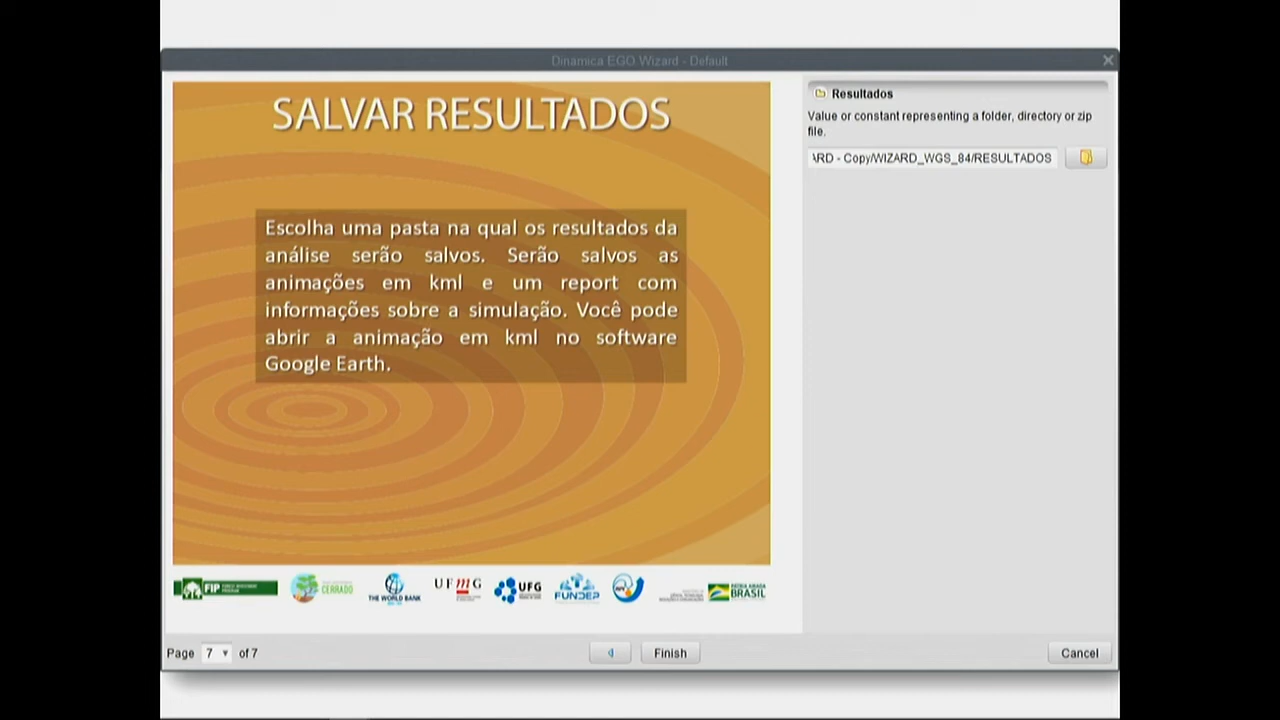 Dinamica EGO Wizard - Default
SALVAR RESULTADOS
Escolha uma pasta na qual os resultados da
análise serão salvos. Serão salvos as
animações em kml e um report com
informações sobre a simulação. Você pode
abrir a animação em kml no software
Google Earth.
Resultados
Value or constant representing a folder, directory or zip
file.
ARD - Copy/WIZARD_WGS_84/RESULTADOS
FIP
CERRADO
THE WORLD BANK
UFMG
UFG
FUNDEP
PÁTRIA AMADA
BRASIL
Page 7 of 7
Finish
Cancel